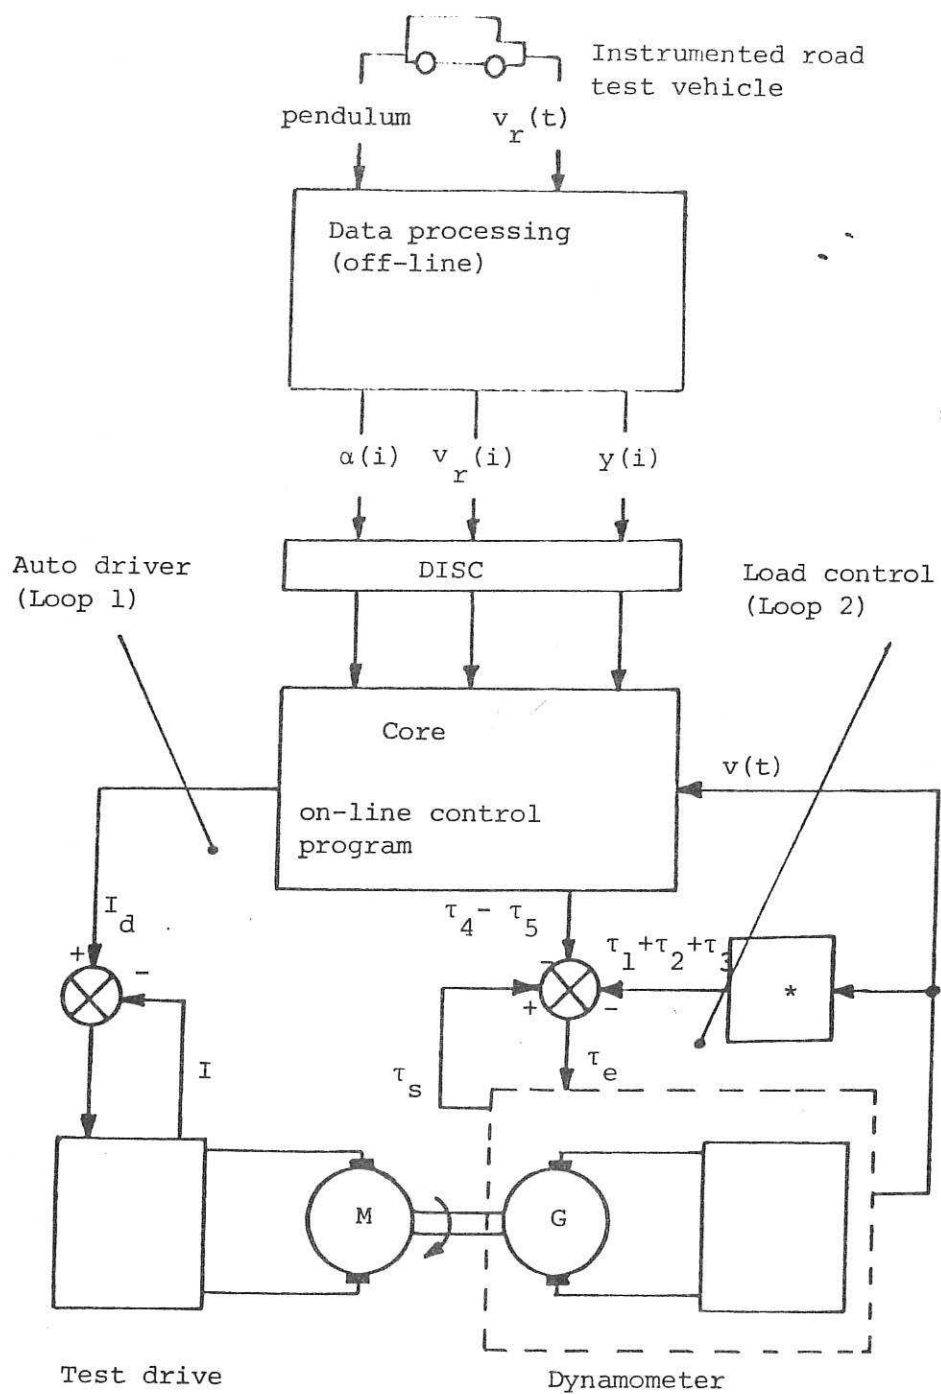 Instrumented road
test vehicle
pendulum
v_r(t)
Data processing
(off-line)
α(i)
v_r(i)
y(i)
DISC
Auto driver
(Loop 1)
Load control
(Loop 2)
Core
on-line control
program
v(t)
I_d
τ_4 - τ_5
τ_1+τ_2+τ_3
+
-
-
+
-
*
I
τ_s
τ_e
M
G
Test drive
Dynamometer